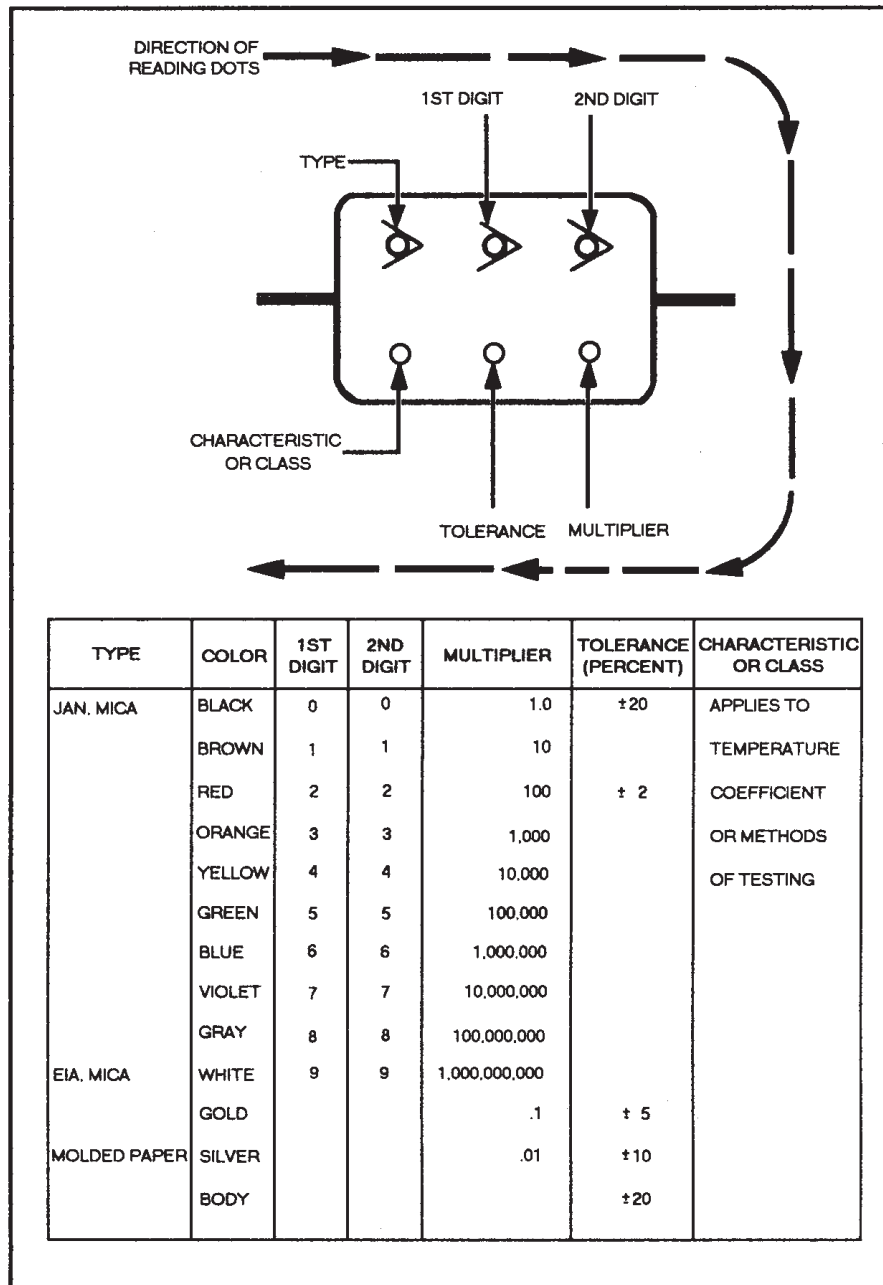 DIRECTION OF
READING DOTS
1ST DIGIT
2ND DIGIT
TYPE
CHARACTERISTIC
OR CLASS
TOLERANCE
MULTIPLIER
TYPE COLOR 1ST DIGIT 2ND DIGIT MULTIPLIER TOLERANCE (PERCENT) CHARACTERISTIC OR CLASS
JAN, MICA BLACK 0 0 1.0 ±20 APPLIES TO
BROWN 1 1 10 TEMPERATURE
RED 2 2 100 ± 2 COEFFICIENT
ORANGE 3 3 1,000 OR METHODS
YELLOW 4 4 10,000 OF TESTING
GREEN 5 5 100,000
BLUE 6 6 1,000,000
VIOLET 7 7 10,000,000
GRAY 8 8 100,000,000
EIA, MICA WHITE 9 9 1,000,000,000
GOLD .1 ± 5
MOLDED PAPER SILVER .01 ±10
BODY ±20